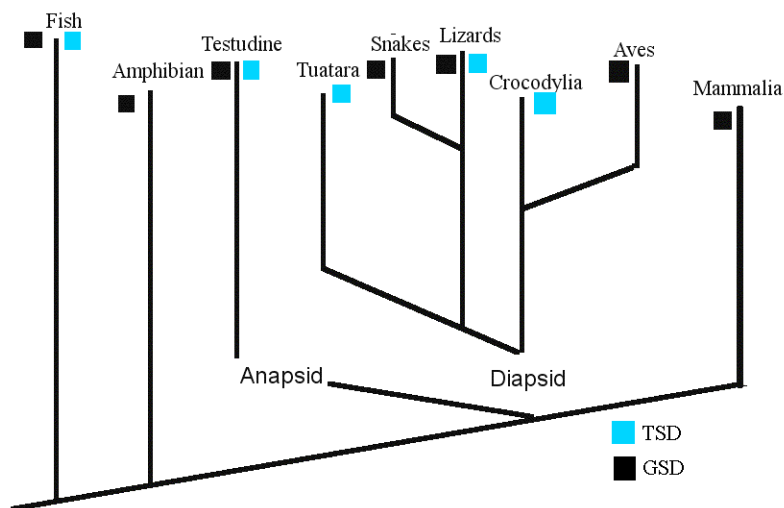 Fish
Testudine
Amphibian
Tuatara
Snakes
Lizards
Crocodylia
Aves
Mammalia
Anapsid
Diapsid
TSD
GSD